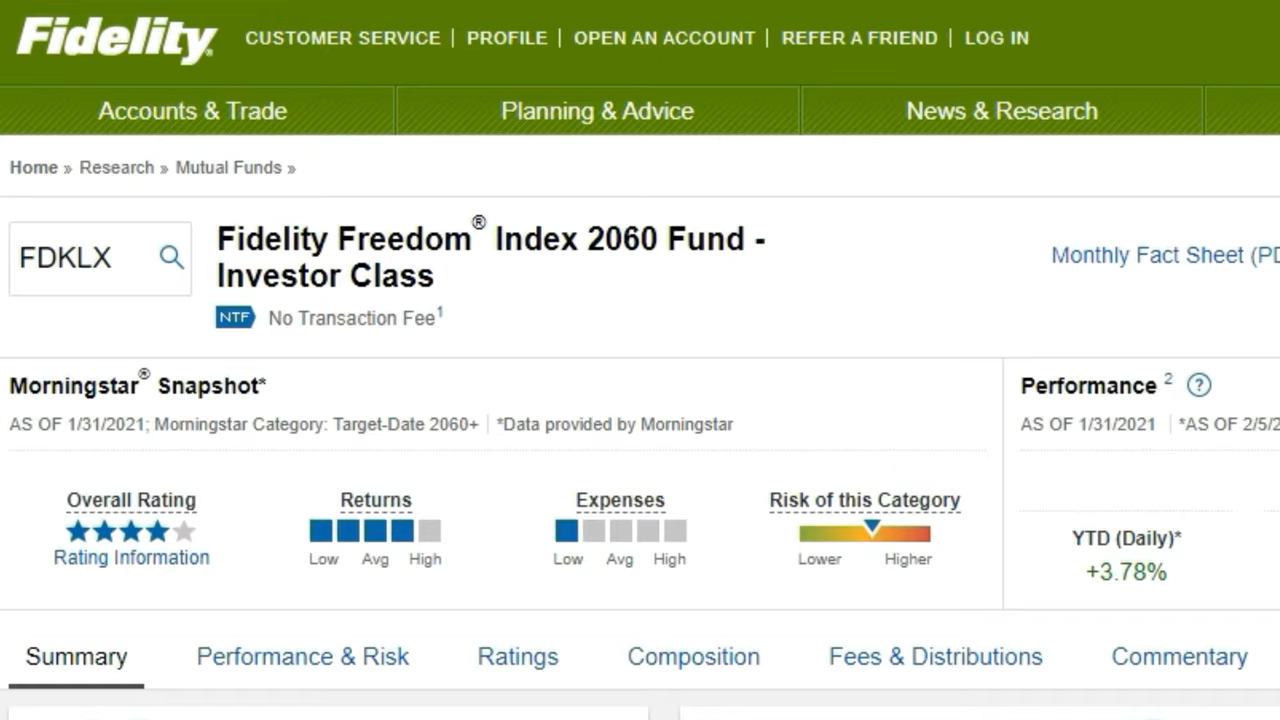 Fidelity
CUSTOMER SERVICE | PROFILE | OPEN AN ACCOUNT | REFER A FRIEND | LOG IN
Accounts & Trade Planning & Advice News & Research
Home » Research » Mutual Funds »
FDKLX
Fidelity Freedom® Index 2060 Fund -
Investor Class
Monthly Fact Sheet (PD
NTF No Transaction Fee1
Morningstar® Snapshot*
AS OF 1/31/2021; Morningstar Category: Target-Date 2060+ | *Data provided by Morningstar
Overall Rating
Rating Information
Returns
Low Avg High
Expenses
Low Avg High
Risk of this Category
Lower Higher
Performance 2 ?
AS OF 1/31/2021 | *AS OF 2/5/2
YTD (Daily)*
+3.78%
Summary Performance & Risk Ratings Composition Fees & Distributions Commentary